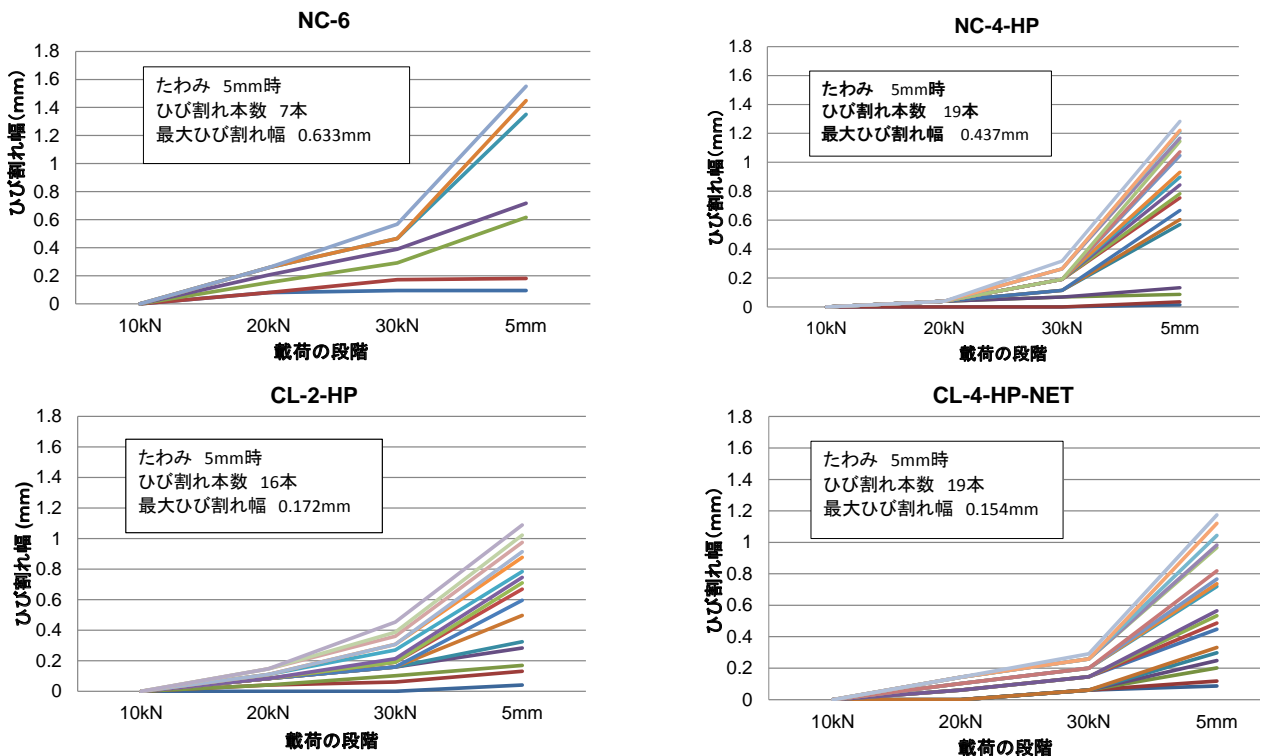 NC-6
1.8
1.6
1.4
1.2
1
0.8
0.6
0.4
0.2
0
ひび割れ幅(mm)
たわみ 5mm時
ひび割れ本数 7本
最大ひび割れ幅 0.633mm
10kN 20kN 30kN 5mm
載荷の段階
NC-4-HP
1.8
1.6
1.4
1.2
1
0.8
0.6
0.4
0.2
0
ひび割れ幅(mm)
たわみ 5mm時
ひび割れ本数 19本
最大ひび割れ幅 0.437mm
10kN 20kN 30kN 5mm
載荷の段階
CL-2-HP
1.8
1.6
1.4
1.2
1
0.8
0.6
0.4
0.2
0
ひび割れ幅(mm)
たわみ 5mm時
ひび割れ本数 16本
最大ひび割れ幅 0.172mm
10kN 20kN 30kN 5mm
載荷の段階
CL-4-HP-NET
1.8
1.6
1.4
1.2
1
0.8
0.6
0.4
0.2
0
ひび割れ幅(mm)
たわみ 5mm時
ひび割れ本数 19本
最大ひび割れ幅 0.154mm
10kN 20kN 30kN 5mm
載荷の段階